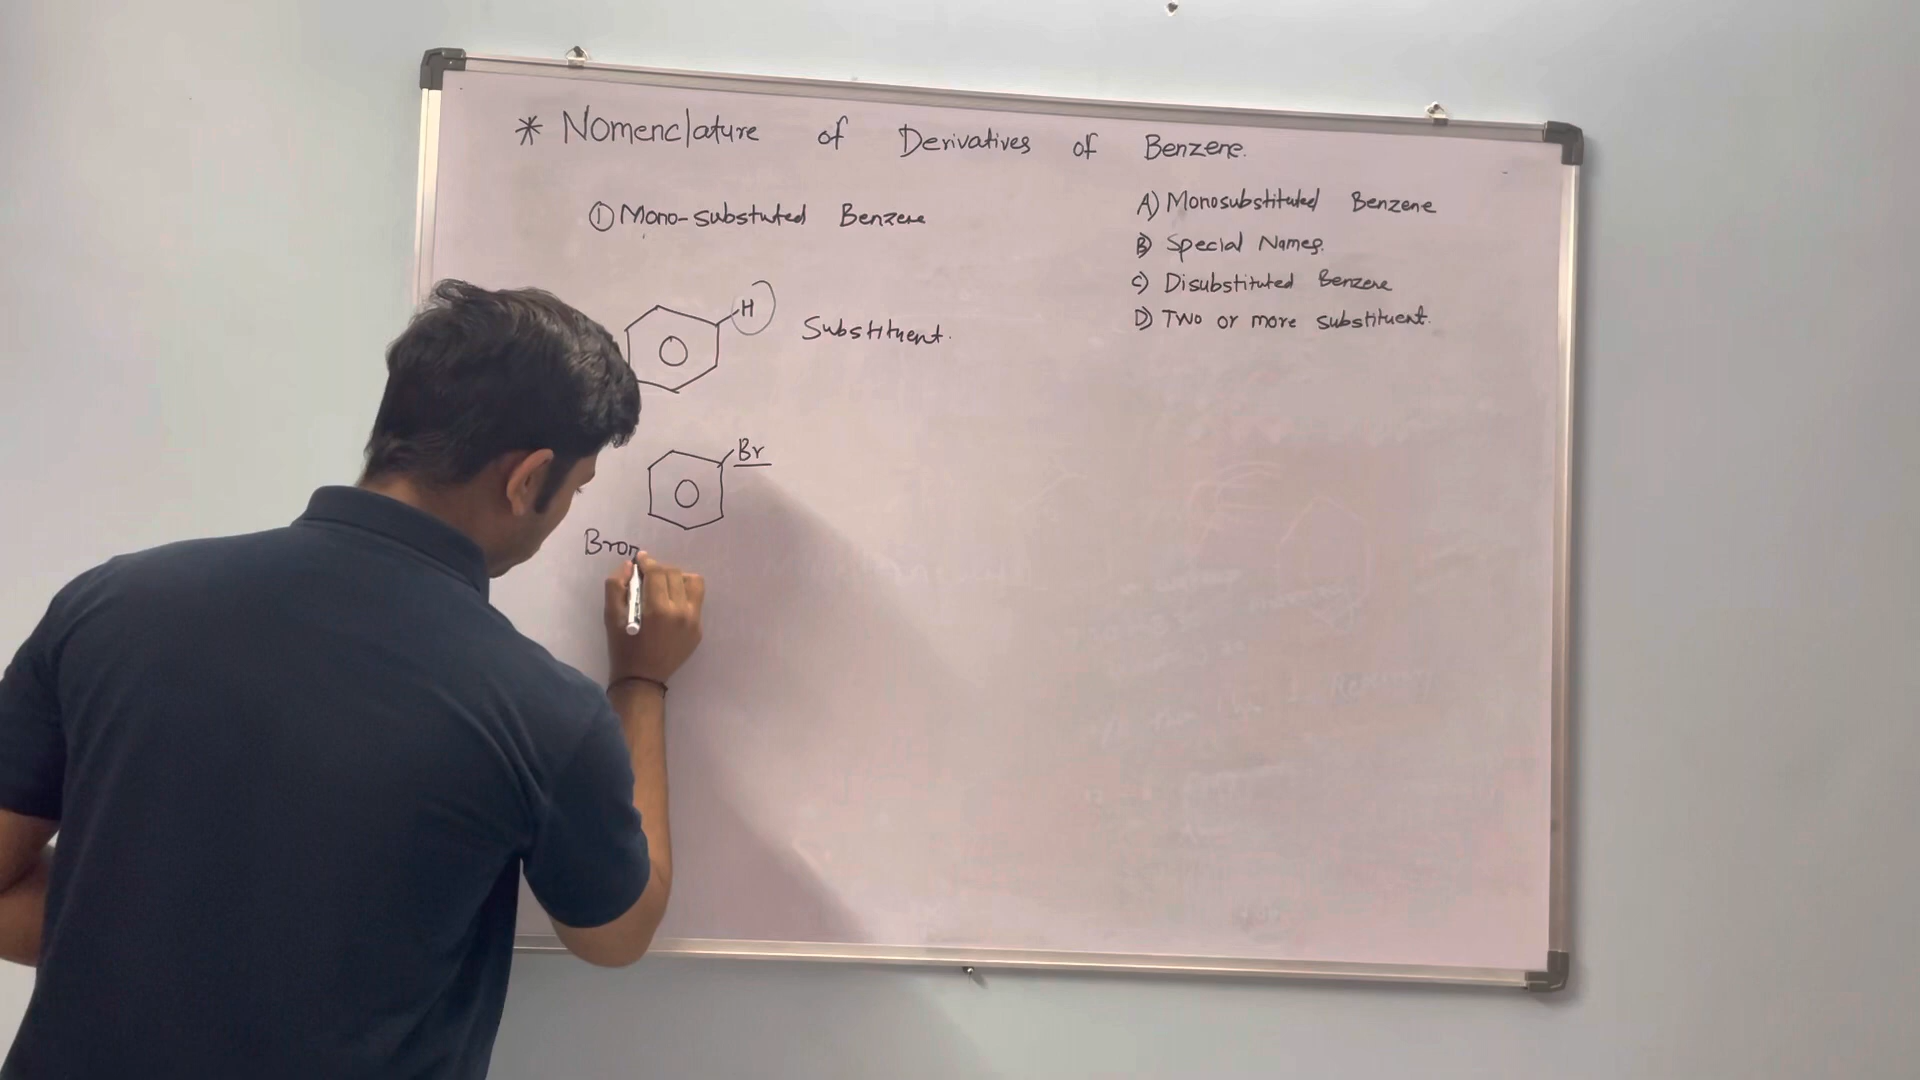 * Nomenclature of Derivatives of Benzene.
① Mono-substuted Benzene
H
Substituent.
Br
Brom
A) Monosubstituted Benzene
B) Special Names.
C) Disubstituted Benzene
D) Two or more substituent.